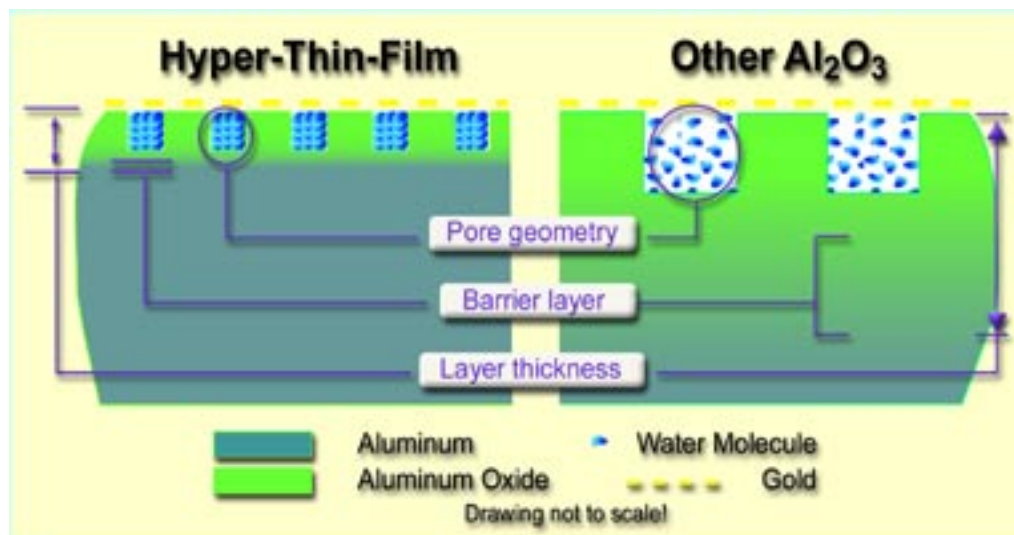 Hyper-Thin-Film
Other Al₂O₃
Pore geometry
Barrier layer
Layer thickness
Aluminum
Water Molecule
Aluminum Oxide
Gold
Drawing not to scale!